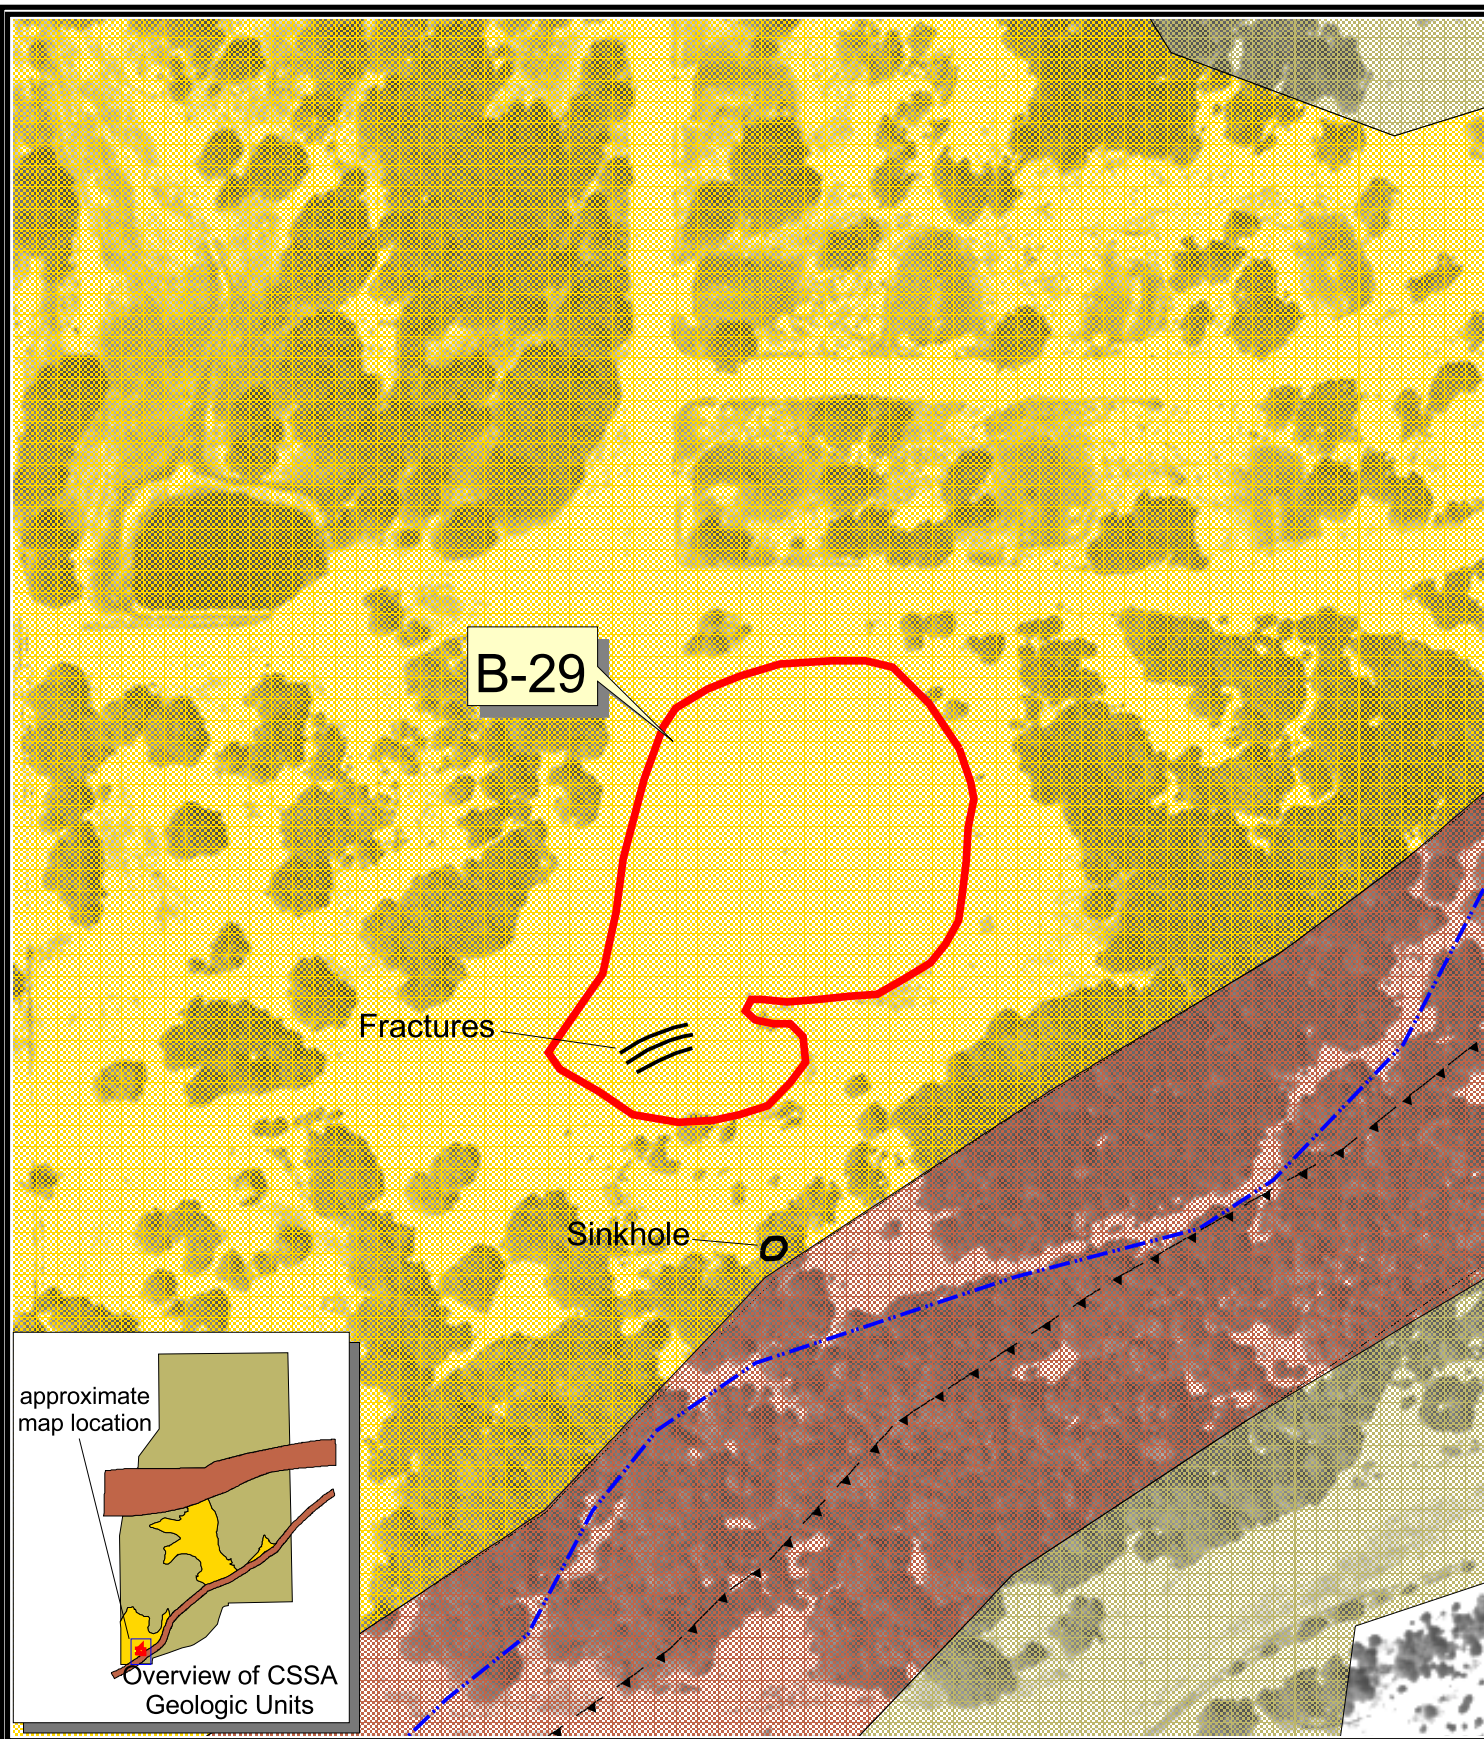 B-29
Fractures
Sinkhole
approximate
map location
Overview of CSSA
Geologic Units